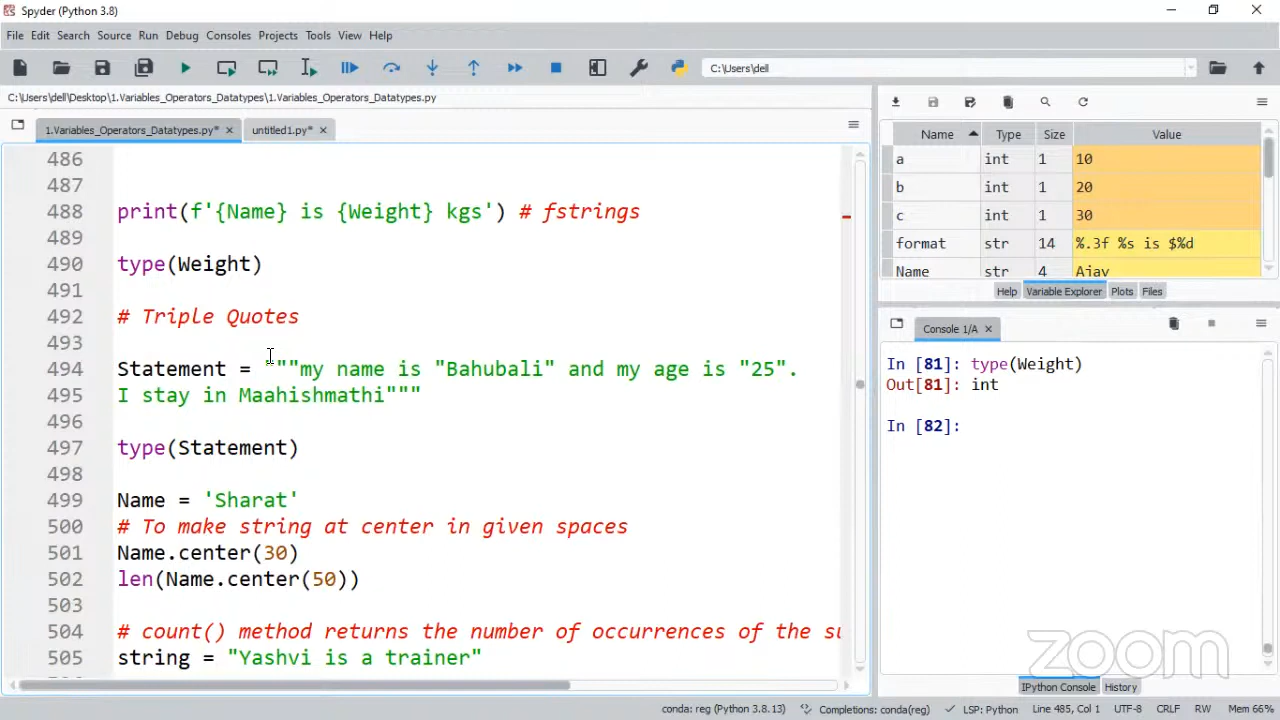 Spyder (Python 3.8)
File Edit Search Source Run Debug Consoles Projects Tools View Help
C:\Users\dell
C:\Users\dell\Desktop\1.Variables_Operators_Datatypes\1.Variables_Operators_Datatypes.py
1.Variables_Operators_Datatypes.py* untitled1.py*
486
487
488 print(f'{Name} is {Weight} kgs') # fstrings
489
490 type(Weight)
491
492 # Triple Quotes
493
494 Statement = """my name is "Bahubali" and my age is "25".
495 I stay in Maahishmathi"""
496
497 type(Statement)
498
499 Name = 'Sharat'
500 # To make string at center in given spaces
501 Name.center(30)
502 len(Name.center(50))
503
504 # count() method returns the number of occurrences of the su
505 string = "Yashvi is a trainer"
Name Type Size Value
a int 1 10
b int 1 20
c int 1 30
format str 14 %.3f %s is $%d
Name str 4 Ajay
Help Variable Explorer Plots Files
Console 1/A
In [81]: type(Weight)
Out[81]: int
In [82]:
zoom
IPython Console History
conda: reg (Python 3.8.13) Completions: conda(reg) LSP: Python Line 485, Col 1 UTF-8 CRLF RW Mem 66%